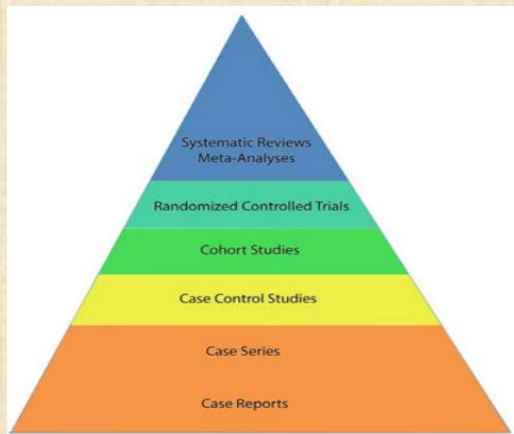 Systematic Reviews
Meta-Analyses
Randomized Controlled Trials
Cohort Studies
Case Control Studies
Case Series
Case Reports